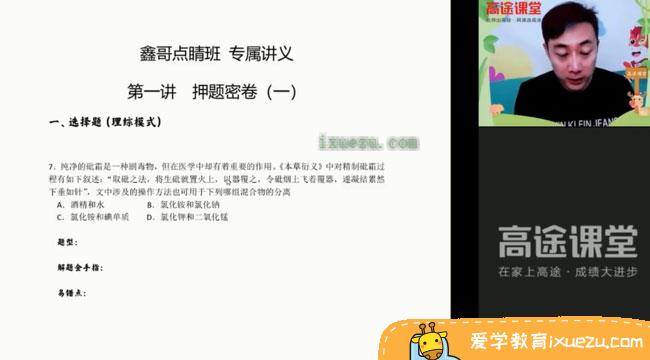 鑫哥点睛班 专属讲义
第一讲 押题密卷（一）
一、选择题（理综模式）
ixuezu.com
7．纯净的砒霜是一种剧毒物，但在医学中却有着重要的作用。《本草衍义》中对精制砒霜过
程有如下叙述：“取砒之法，将生砒就置火上，以器覆之，令砒烟上飞着覆器，遂凝结累然
下垂如针”，文中涉及的操作方法也可用于下列哪组混合物的分离
A．酒精和水 B．氯化铵和氯化钠
C．氯化铵和碘单质 D．氯化钾和二氧化锰
题型：
解题金手指：
易错点：
高途课堂
高途
IN KLEIN JEANS
高途课堂
在家上高途·成绩大进步
爱学教育ixuezu.com